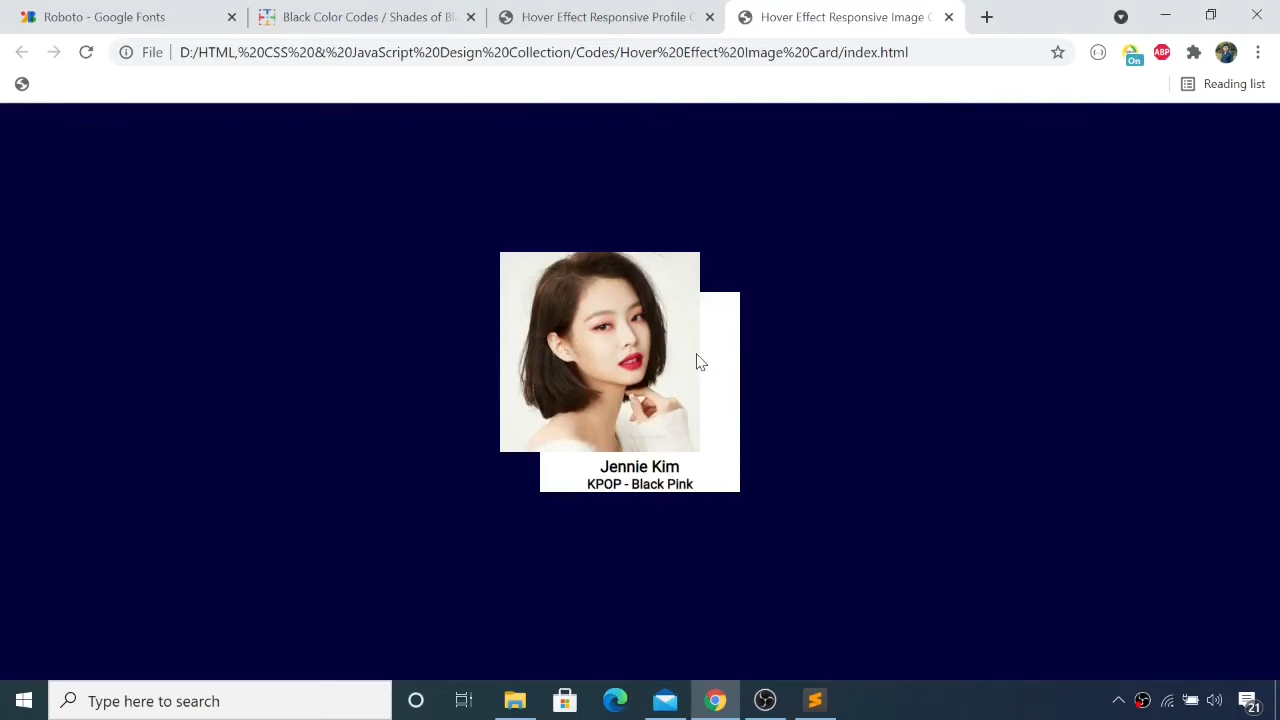 Roboto - Google Fonts
Black Color Codes / Shades of Bl
Hover Effect Responsive Profile C
Hover Effect Responsive Image C
File
D:/HTML,%20CSS%20&%20JavaScript%20Design%20Collection/Codes/Hover%20Effect%20Image%20Card/index.html
ABP
On
Reading list
Jennie Kim
KPOP - Black Pink
Type here to search
21